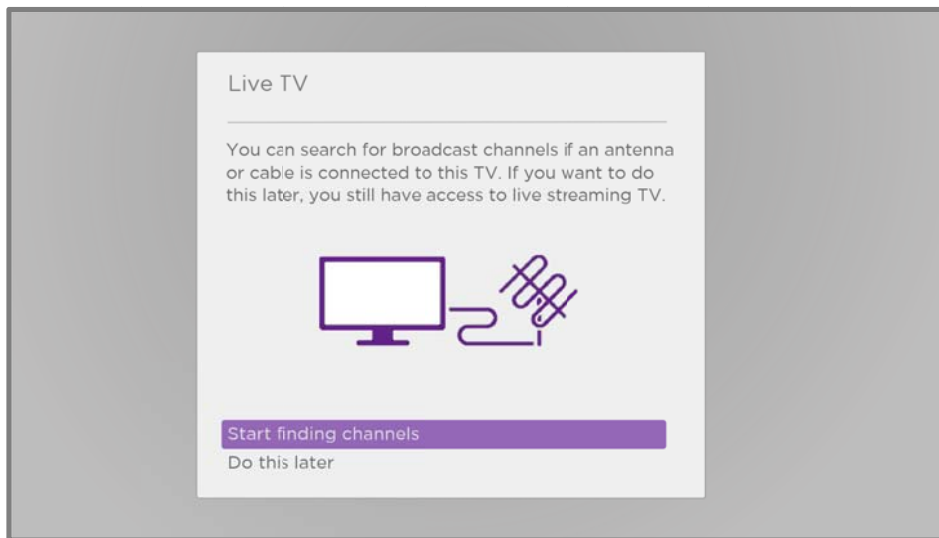 Live TV
You can search for broadcast channels if an antenna
or cable is connected to this TV. If you want to do
this later, you still have access to live streaming TV.
Start finding channels
Do this later